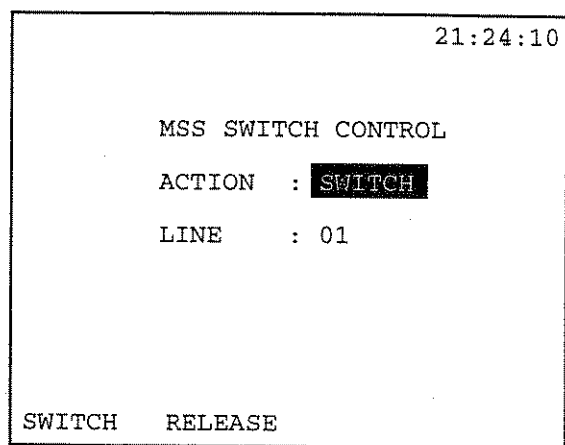 21:24:10
MSS SWITCH CONTROL
ACTION : SWITCH
LINE : 01
SWITCH RELEASE